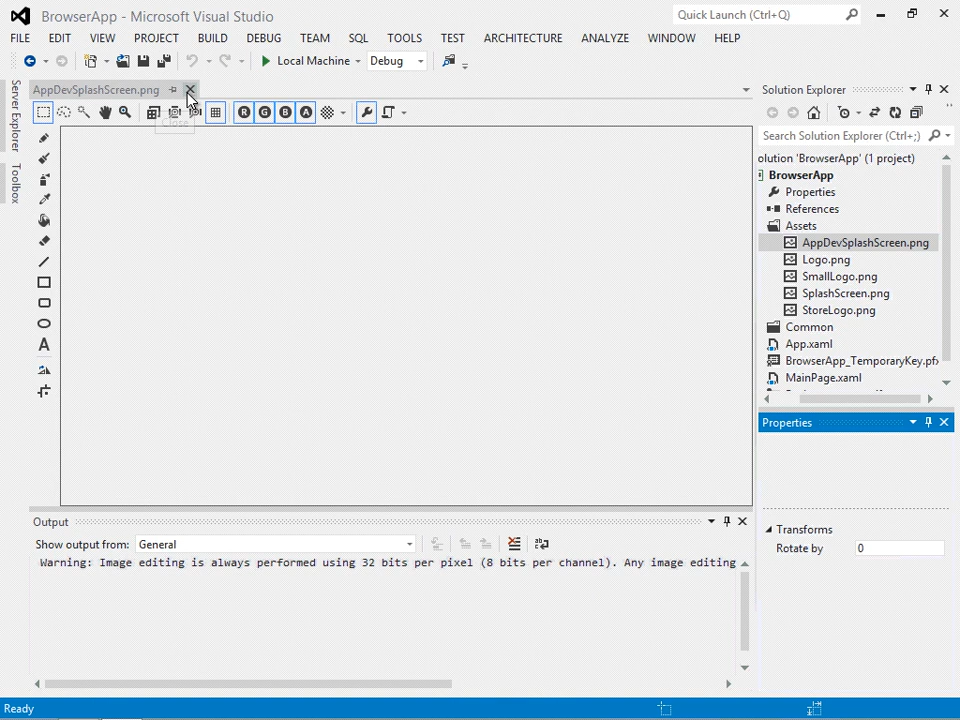 BrowserApp - Microsoft Visual Studio
Quick Launch (Ctrl+Q)
FILE EDIT VIEW PROJECT BUILD DEBUG TEAM SQL TOOLS TEST ARCHITECTURE ANALYZE WINDOW HELP
Local Machine Debug
Server Explorer
Toolbox
AppDevSplashScreen.png
R G B A
Close
A
Solution Explorer
Search Solution Explorer (Ctrl+;)
olution 'BrowserApp' (1 project)
BrowserApp
Properties
References
Assets
AppDevSplashScreen.png
Logo.png
SmallLogo.png
SplashScreen.png
StoreLogo.png
Common
App.xaml
BrowserApp_TemporaryKey.pfx
MainPage.xaml
Properties
Transforms
Rotate by 0
Output
Show output from: General
Warning: Image editing is always performed using 32 bits per pixel (8 bits per channel). Any image editing
Ready